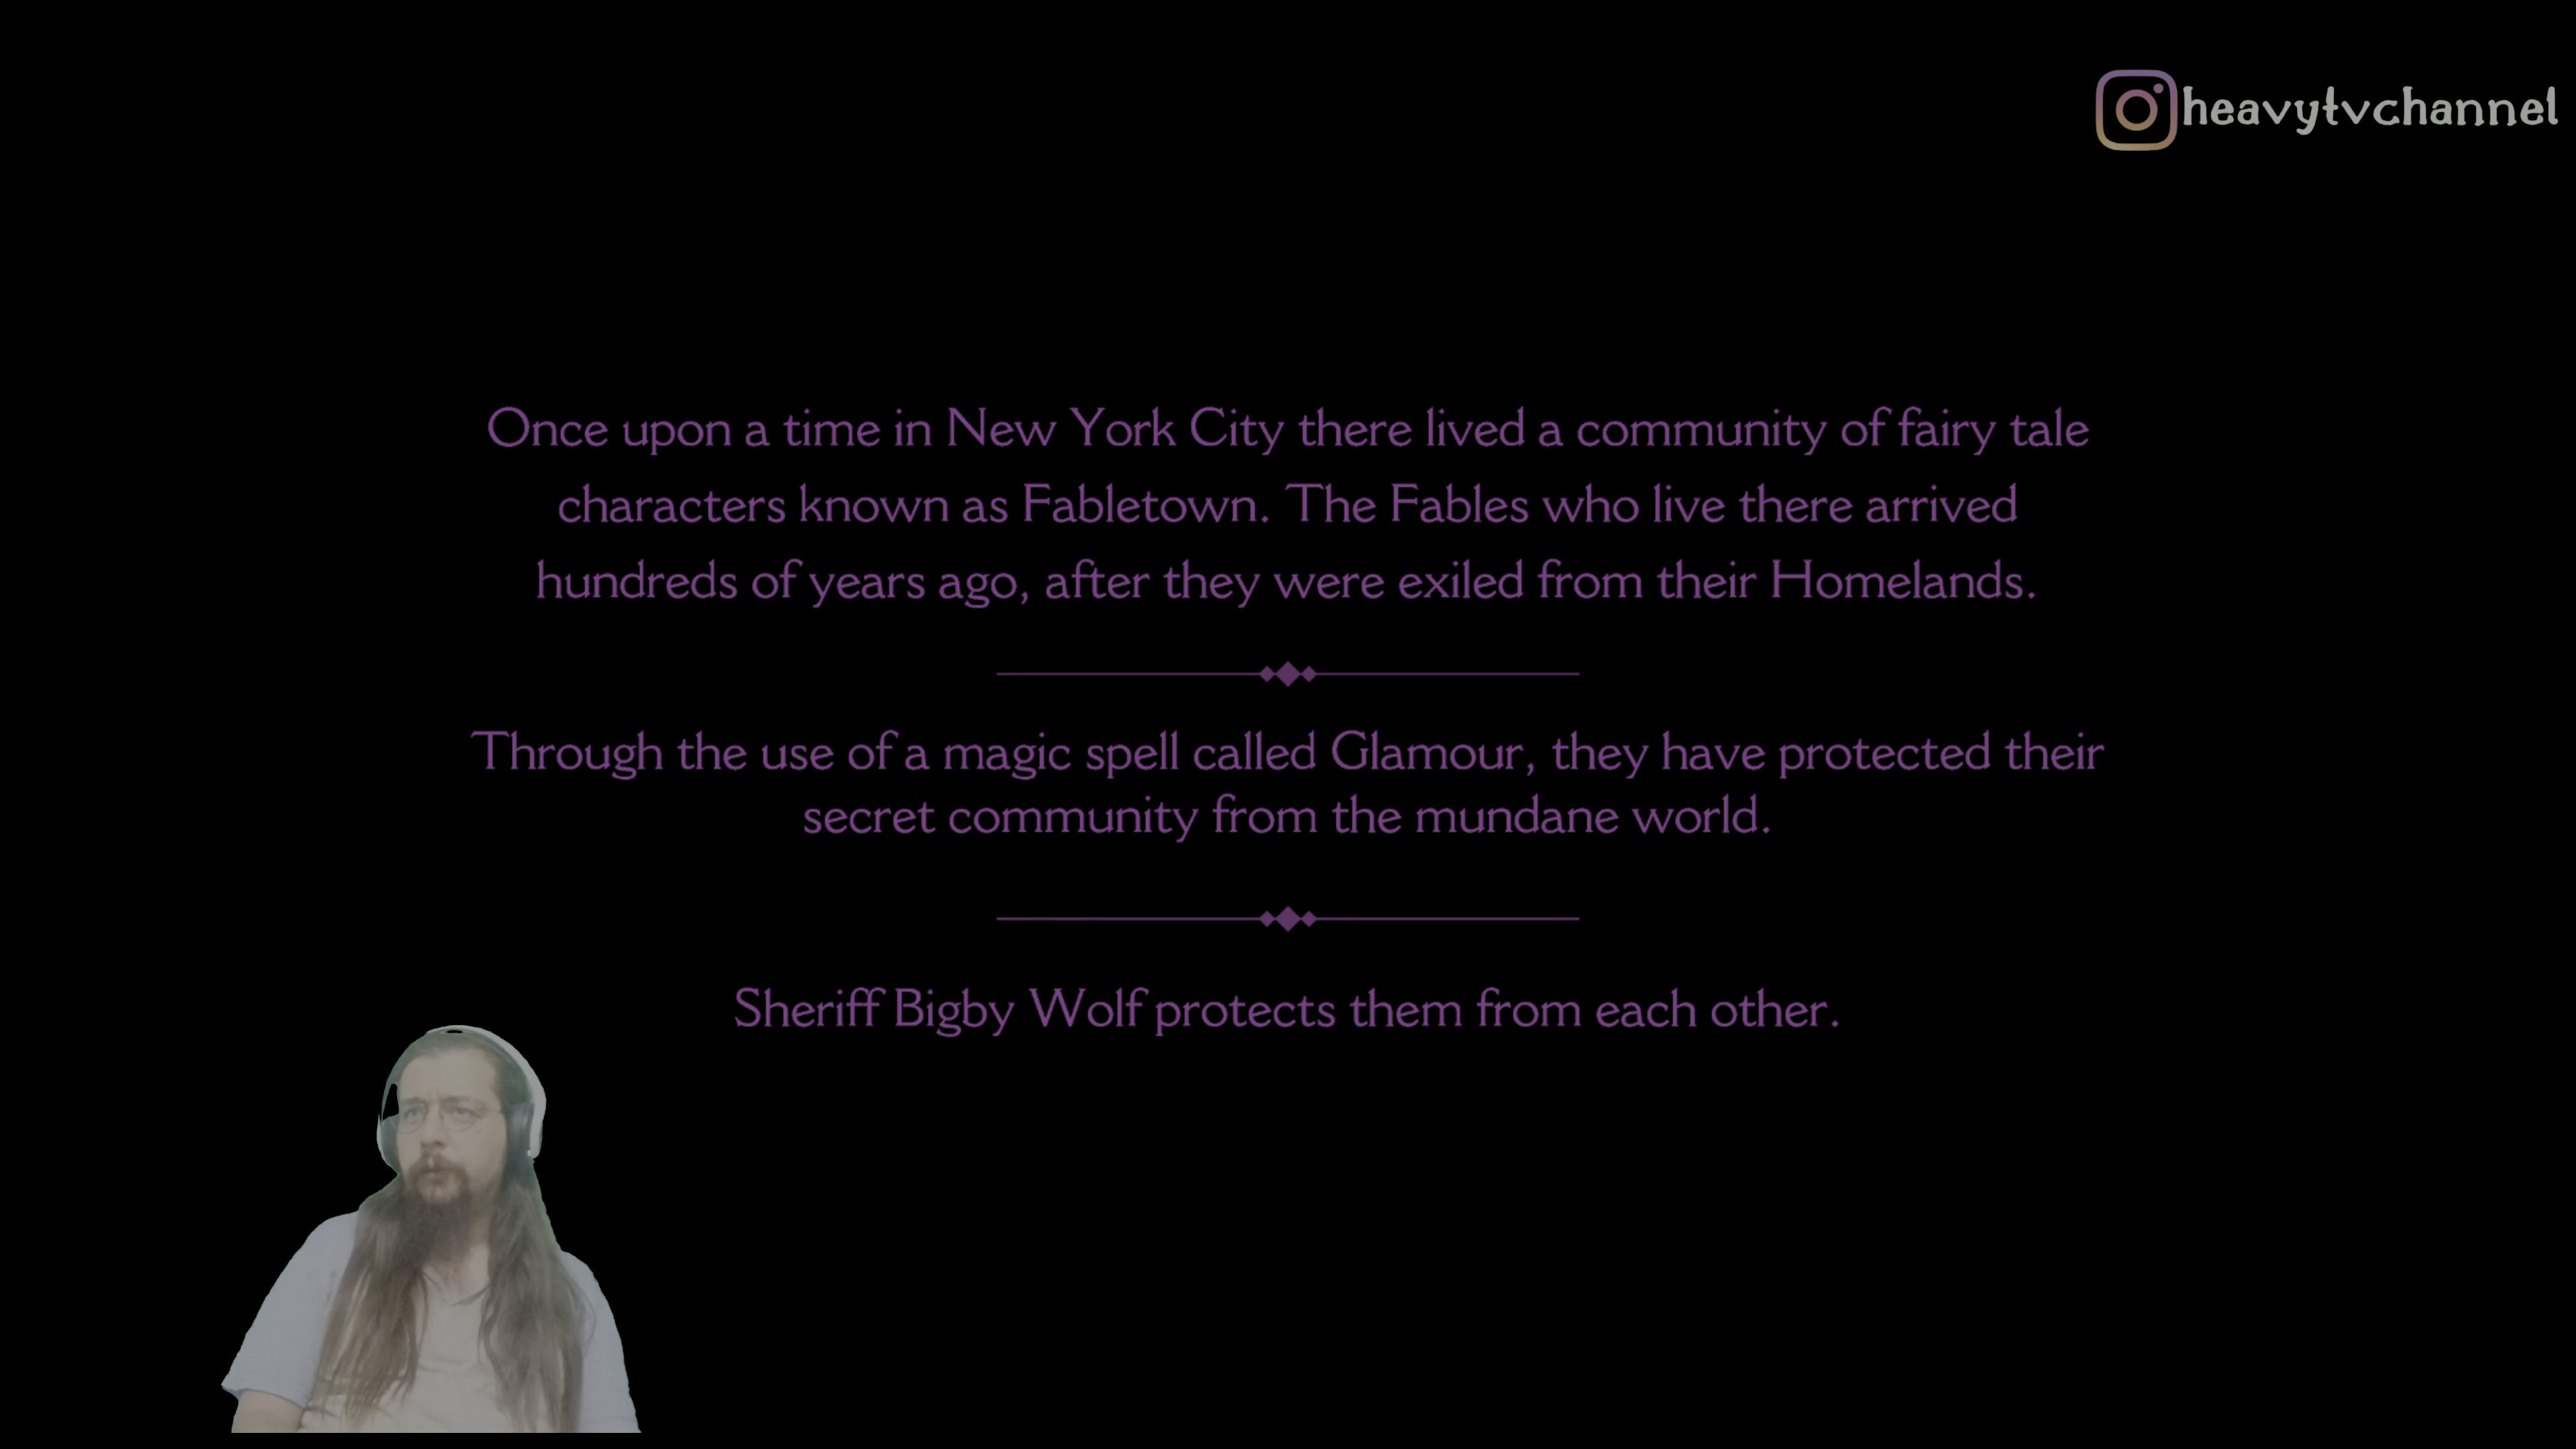 heavytvchannel
Once upon a time in New York City there lived a community of fairy tale
characters known as Fabletown. The Fables who live there arrived
hundreds of years ago, after they were exiled from their Homelands.
Through the use of a magic spell called Glamour, they have protected their
secret community from the mundane world.
Sheriff Bigby Wolf protects them from each other.